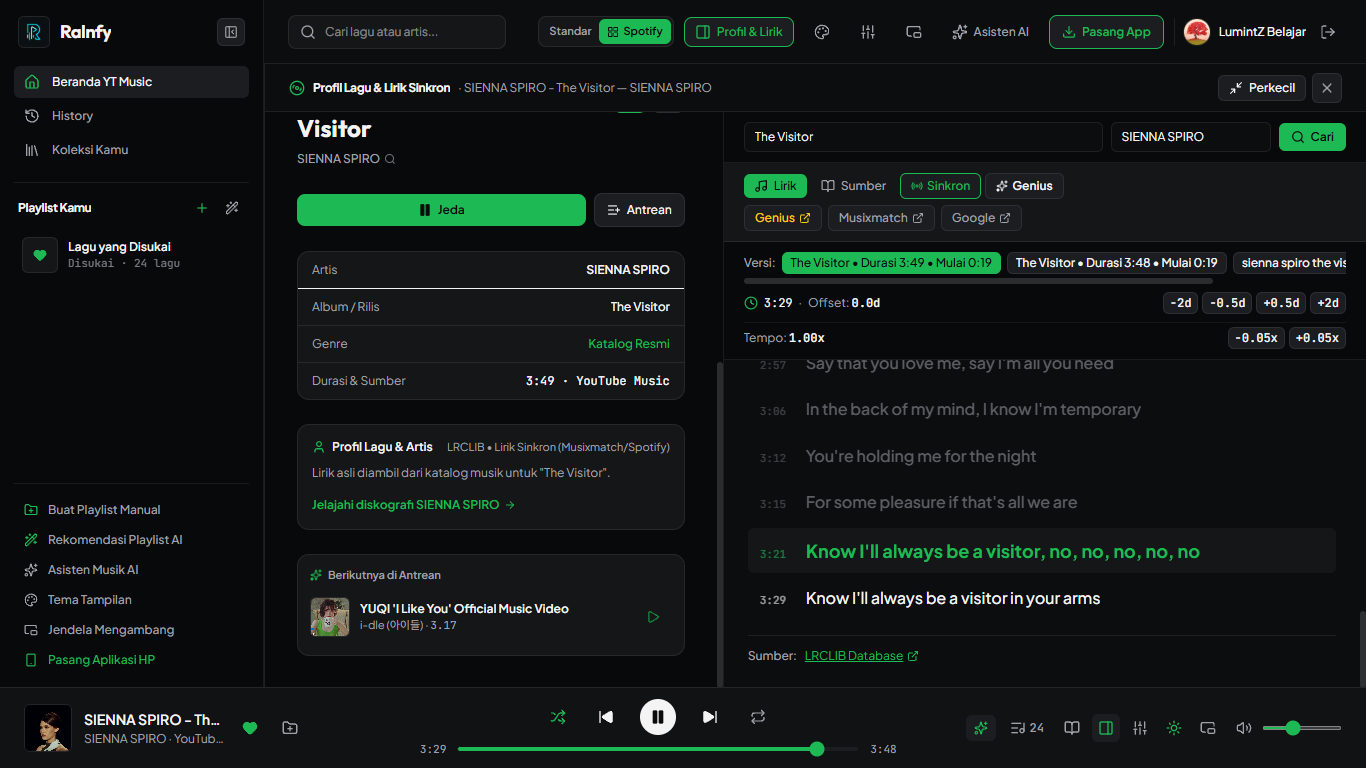 RaInfy
Cari lagu atau artis...
Standar
Spotify
Profil & Lirik
Asisten AI
Pasang App
LumintZ Belajar
Beranda YT Music
History
Koleksi Kamu
Playlist Kamu
Lagu yang Disukai
Disukai · 24 lagu
Buat Playlist Manual
Rekomendasi Playlist AI
Asisten Musik AI
Tema Tampilan
Jendela Mengambang
Pasang Aplikasi HP
Profil Lagu & Lirik Sinkron · SIENNA SPIRO - The Visitor — SIENNA SPIRO
Perkecil
Visitor
SIENNA SPIRO
Jeda
Antrean
Artis SIENNA SPIRO
Album / Rilis The Visitor
Genre Katalog Resmi
Durasi & Sumber 3:49 · YouTube Music
Profil Lagu & Artis LRCLIB • Lirik Sinkron (Musixmatch/Spotify)
Lirik asli diambil dari katalog musik untuk "The Visitor".
Jelajahi diskografi SIENNA SPIRO →
Berikutnya di Antrean
YUQI 'I Like You' Official Music Video
i-dle (아이들) · 3.17
The Visitor
SIENNA SPIRO
Cari
Lirik
Sumber
Sinkron
Genius
Genius
Musixmatch
Google
Versi: The Visitor • Durasi 3:49 • Mulai 0:19 The Visitor • Durasi 3:48 • Mulai 0:19 sienna spiro the vis
3:29 · Offset: 0.0d -2d -0.5d +0.5d +2d
Tempo: 1.00x -0.05x +0.05x
2:57 Say that you love me, say I'm all you need
3:06 In the back of my mind, I know I'm temporary
3:12 You're holding me for the night
3:15 For some pleasure if that's all we are
3:21 Know I'll always be a visitor, no, no, no, no, no
3:29 Know I'll always be a visitor in your arms
Sumber: LRCLIB Database
SIENNA SPIRO - Th...
SIENNA SPIRO · YouTub...
3:29
3:48
24